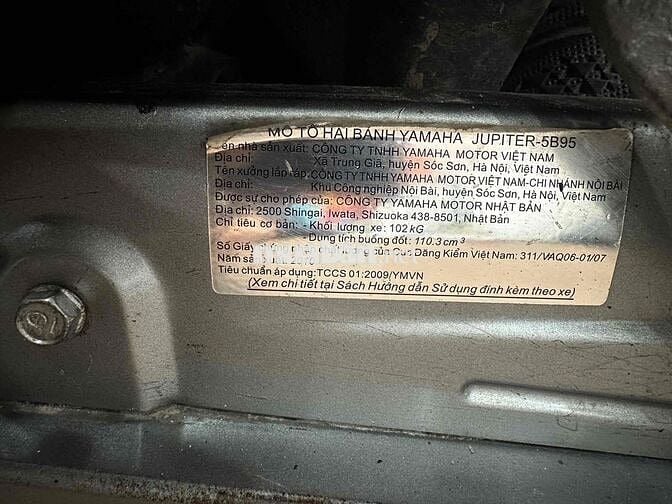 MÔ TÔ HAI BÁNH YAMAHA JUPITER-5B95
Tên nhà sản xuất: CÔNG TY TNHH YAMAHA MOTOR VIỆT NAM
Địa chỉ: Xã Trung Giã, huyện Sóc Sơn, Hà Nội, Việt Nam
Tên xưởng lắp ráp: CÔNG TY TNHH YAMAHA MOTOR VIỆT NAM-CHI NHÁNH NỘI BÀI
Địa chỉ: Khu Công nghiệp Nội Bài, huyện Sóc Sơn, Hà Nội, Việt Nam
Được sự cho phép của: CÔNG TY YAMAHA MOTOR NHẬT BẢN
Địa chỉ: 2500 Shingai, Iwata, Shizuoka 438-8501, Nhật Bản
Chỉ tiêu cơ bản: - Khối lượng xe: 102 kG
- Dung tích buồng đốt: 110.3 cm³
Số Giấy của Cục Đăng Kiểm Việt Nam: 311/VAQ06-01/07
Năm sản
Tiêu chuẩn áp dụng: TCCS 01:2009/YMVN
(Xem chi tiết tại Sách Hướng dẫn Sử dụng đính kèm theo xe)